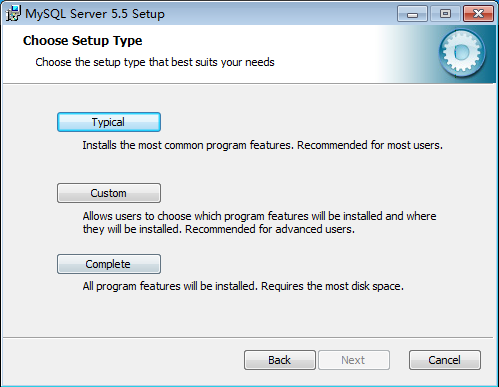 MySQL Server 5.5 Setup
Choose Setup Type
Choose the setup type that best suits your needs
Typical
Installs the most common program features. Recommended for most users.
Custom
Allows users to choose which program features will be installed and where
they will be installed. Recommended for advanced users.
Complete
All program features will be installed. Requires the most disk space.
Back Next Cancel